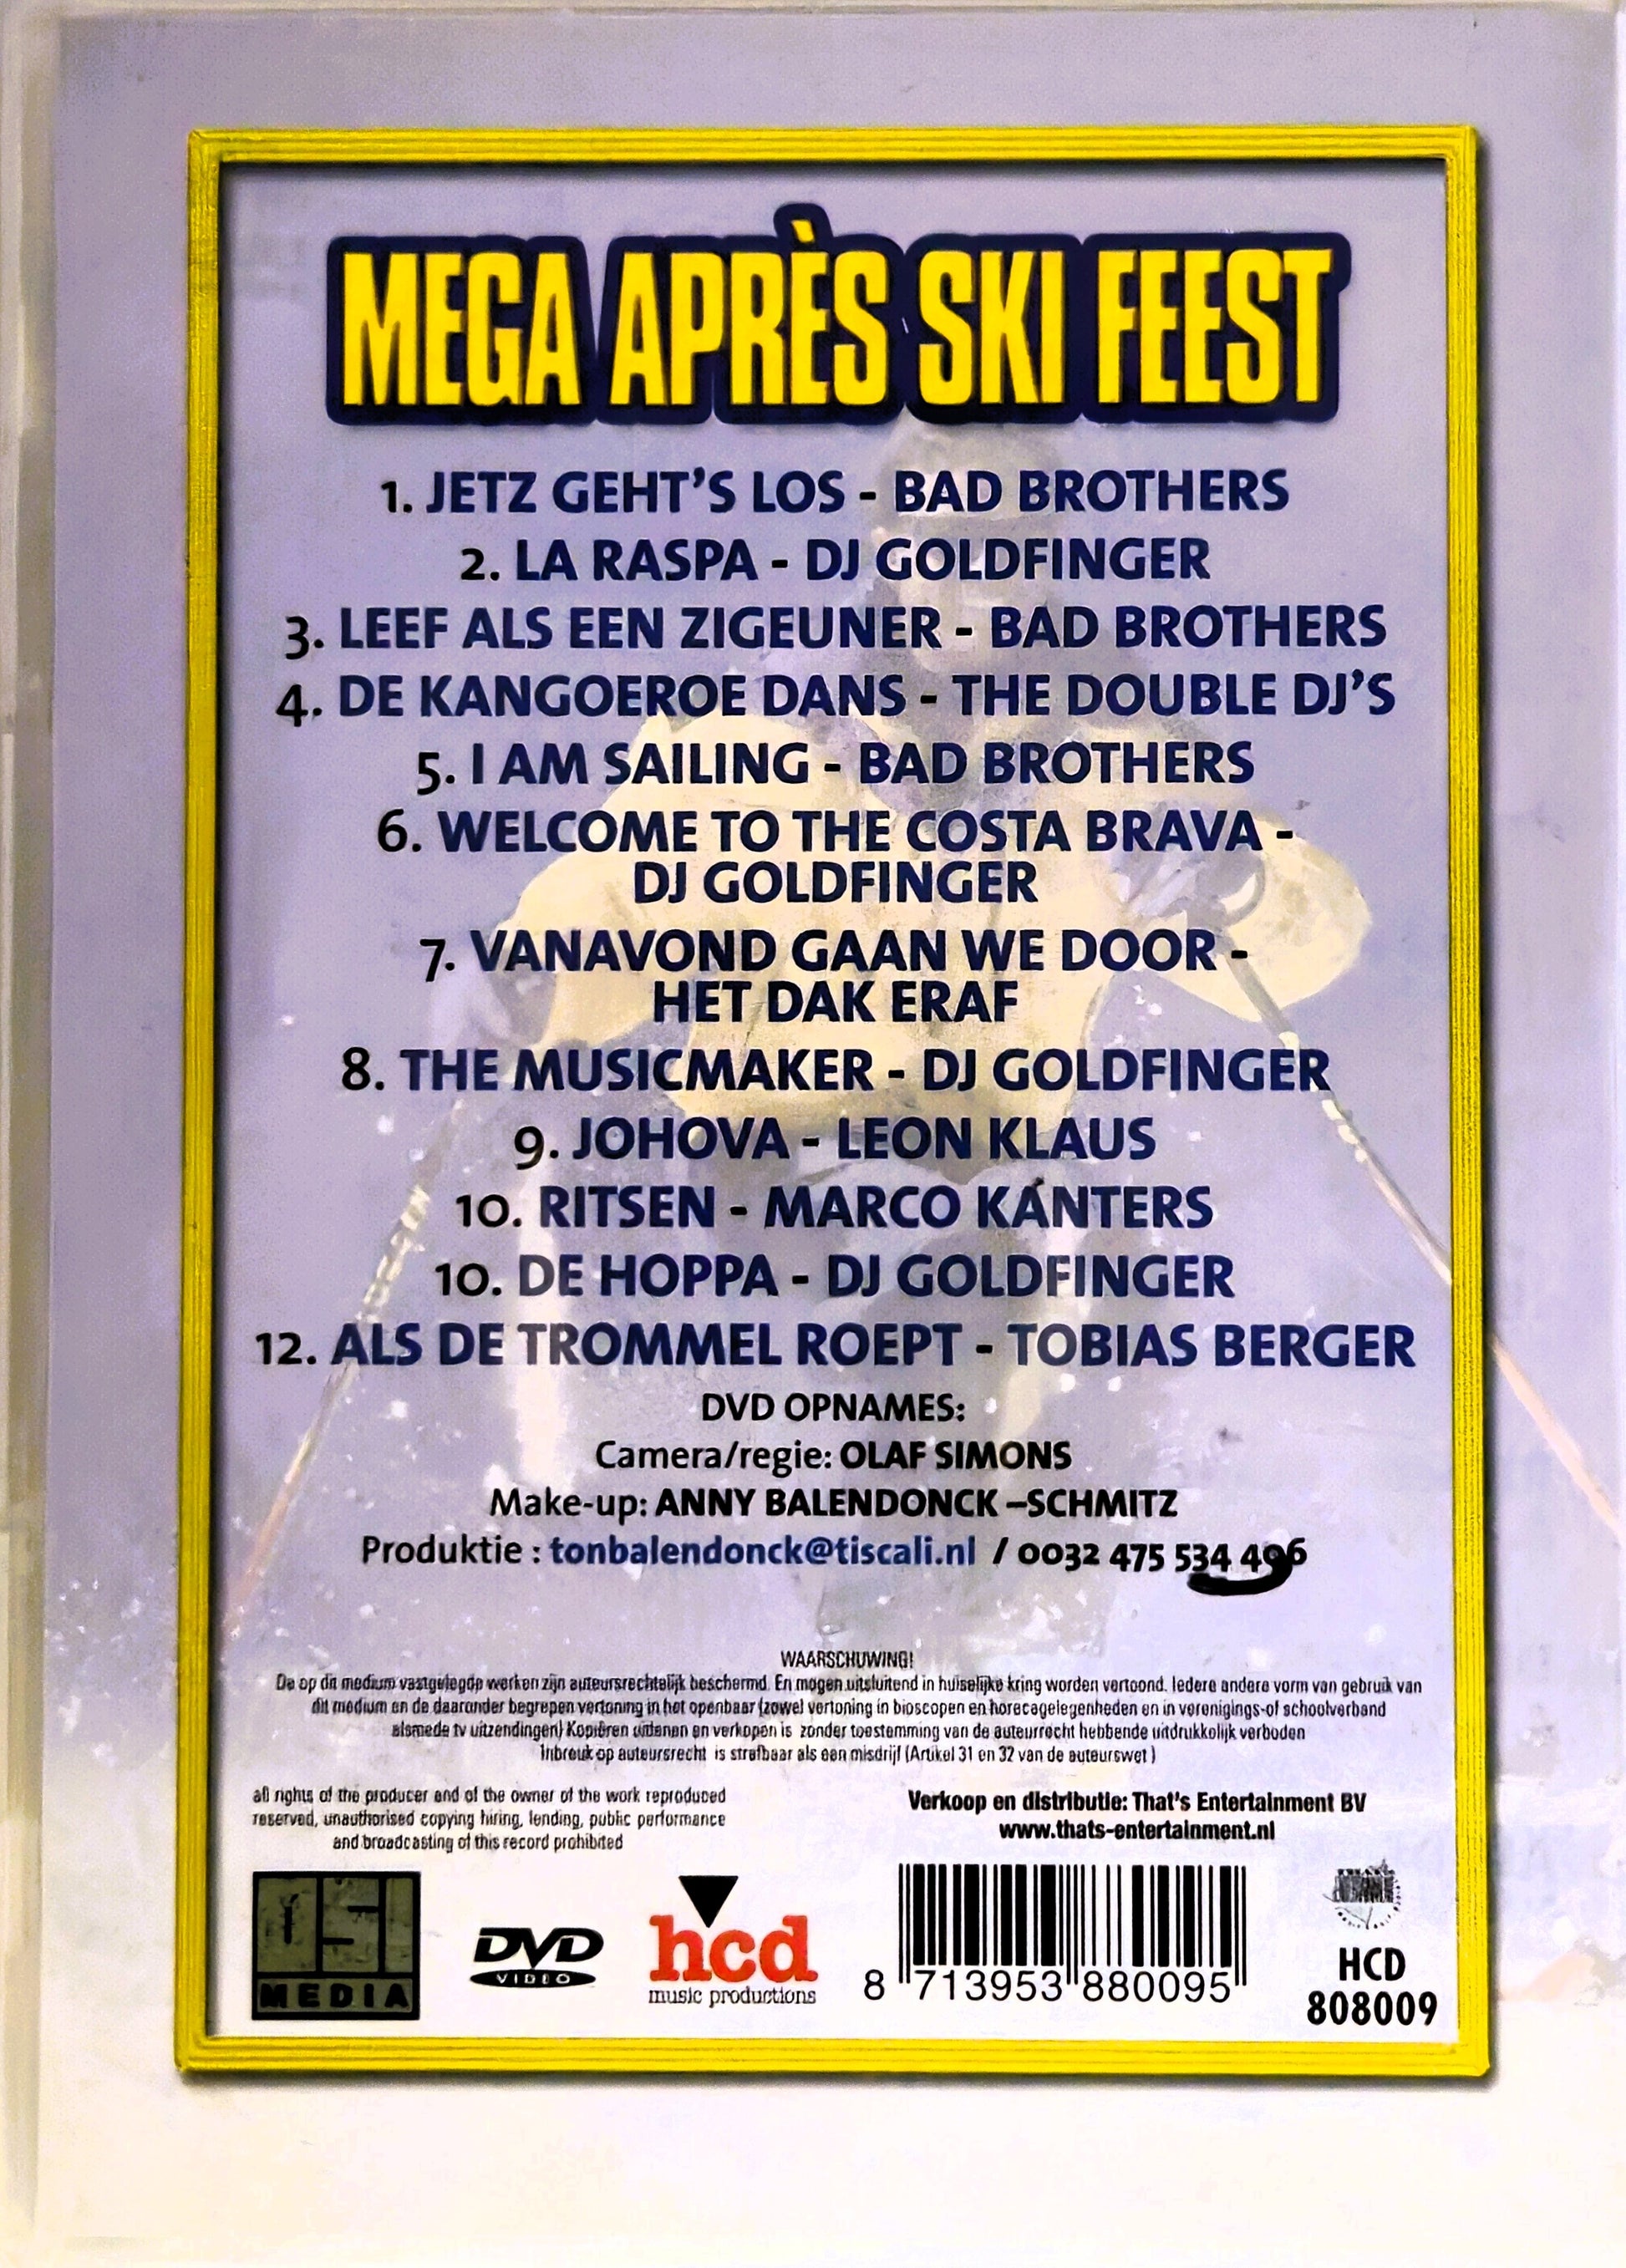 MEGA APRÈS SKI FEEST
1. JETZ GEHT'S LOS - BAD BROTHERS
2. LA RASPA - DJ GOLDFINGER
3. LEEF ALS EEN ZIGEUNER - BAD BROTHERS
4. DE KANGOEROE DANS - THE DOUBLE DJ'S
5. I AM SAILING - BAD BROTHERS
6. WELCOME TO THE COSTA BRAVA -
DJ GOLDFINGER
7. VANAVOND GAAN WE DOOR -
HET DAK ERAF
8. THE MUSICMAKER - DJ GOLDFINGER
9. JOHOVA - LEON KLAUS
10. RITSEN - MARCO KANTERS
10. DE HOPPA - DJ GOLDFINGER
12. ALS DE TROMMEL ROEPT - TOBIAS BERGER
DVD OPNAMES:
Camera/regie: OLAF SIMONS
Make-up: ANNY BALENDONCK –SCHMITZ
Produktie : tonbalendonck@tiscali.nl / 0032 475 534 496
WAARSCHUWING!
De op dit medium vastgelegde werken zijn auteursrechtelijk beschermd. En mogen uitsluitend in huiselijke kring worden vertoond. Iedere andere vorm van gebruik van
dit medium en de daaronder begrepen vertoning in het openbaar (zowel vertoning in bioscopen en horecagelegenheden en in verenigings-of schoolverband
alsmede tv uitzendingen) Kopiëren uitlenen en verkopen is zonder toestemming van de auteurrecht hebbende uitdrukkolijk verboden
Inbreuk op auteursrecht is strafbaar als een misdrijf (Artikel 31 en 32 van de auteurswet )
all rights of the producer and of the owner of the work reproduced
reserved, unauthorised copying hiring, lending, public performance
and broadcasting of this record prohibited
Verkoop en distributie: That's Entertainment BV
www.thats-entertainment.nl
MEDIA
DVD
VIDEO
hcd
music productions
8 713953 880095
HCD
808009